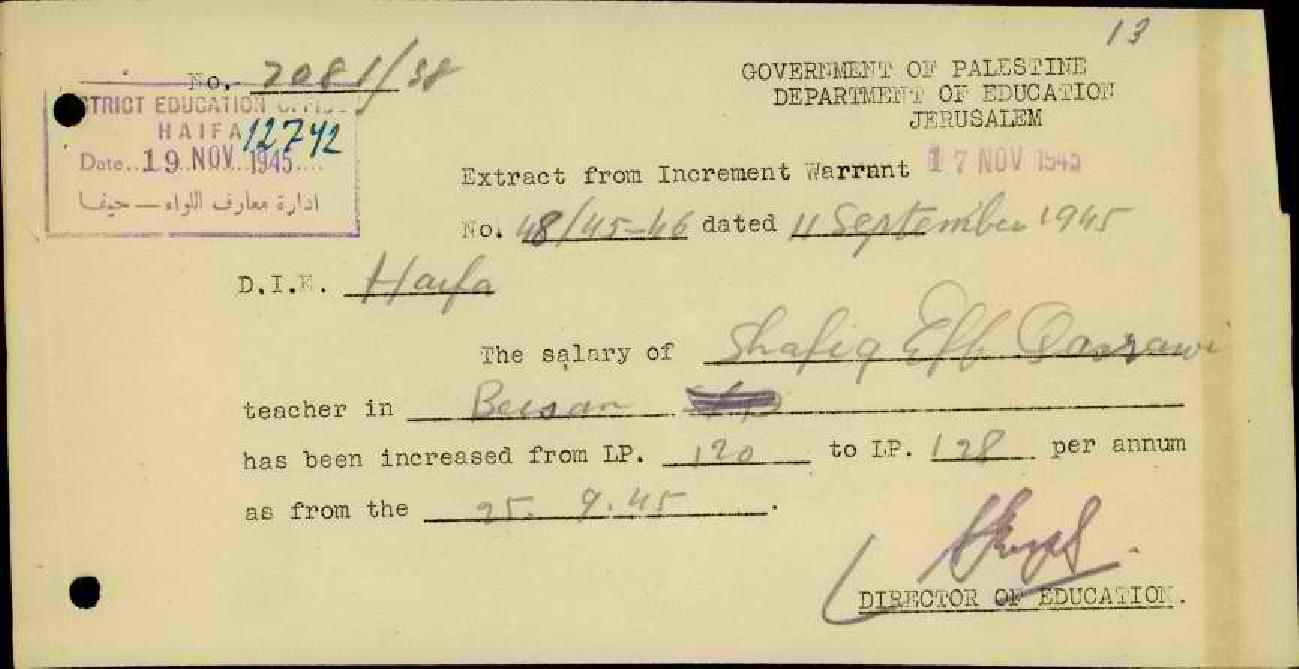 13
No. 7081/38
GOVERNMENT OF PALESTINE
DEPARTMENT OF EDUCATION
JERUSALEM
STRICT EDUCATION OFFICE
HAIFA 12742
Date..19 NOV 1945....
ادارة معارف اللواء — حيفا
Extract from Increment Warrant 17 NOV 1945
No. 48/45-46 dated 11 September 1945
D.I.E. Haifa
The salary of Shafiq Eff.
teacher in Beisan
has been increased from LP. 120 to LP. 128 per annum
as from the 25. 9. 45.
DIRECTOR OF EDUCATION.